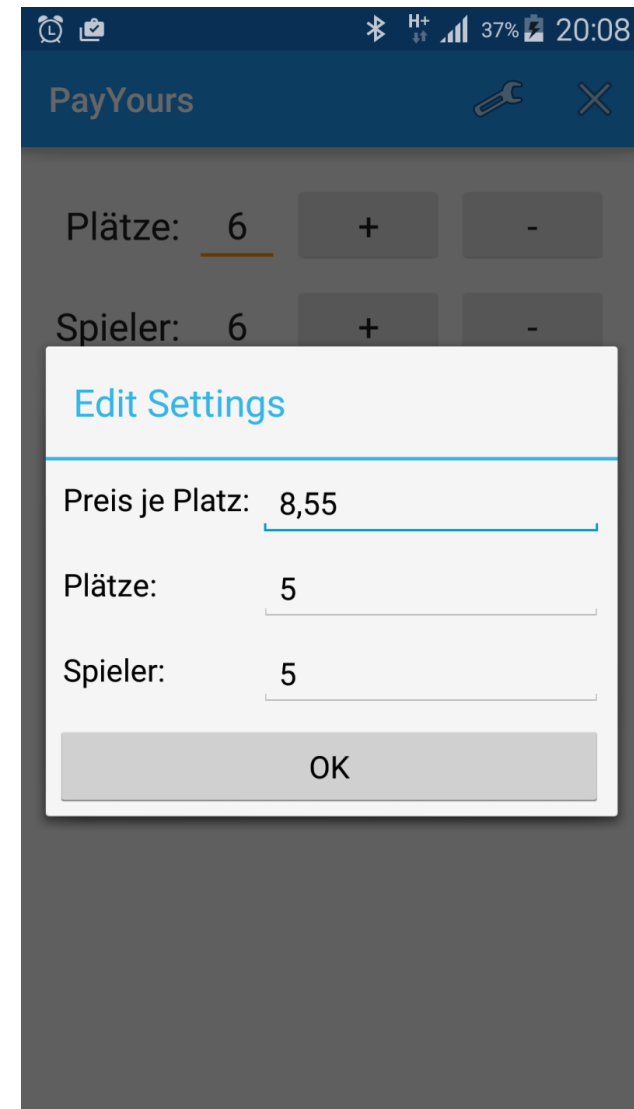 H+ 37% 20:08
PayYours
Plätze: 6 + -
Spieler: 6 + -
Edit Settings
Preis je Platz: 8,55
Plätze: 5
Spieler: 5
OK